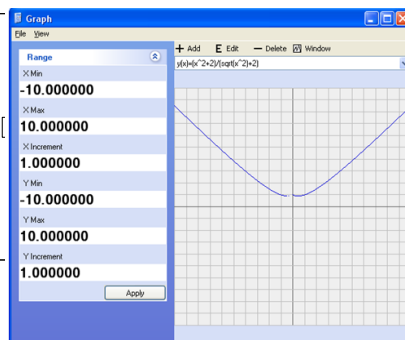 Graph
File View
Add E Edit Delete Window
Range
y(x)=(x^2+2)/(sqrt(x^2)+2)
X Min
-10.000000
X Max
10.000000
X Increment
1.000000
Y Min
-10.000000
Y Max
10.000000
Y Increment
1.000000
Apply